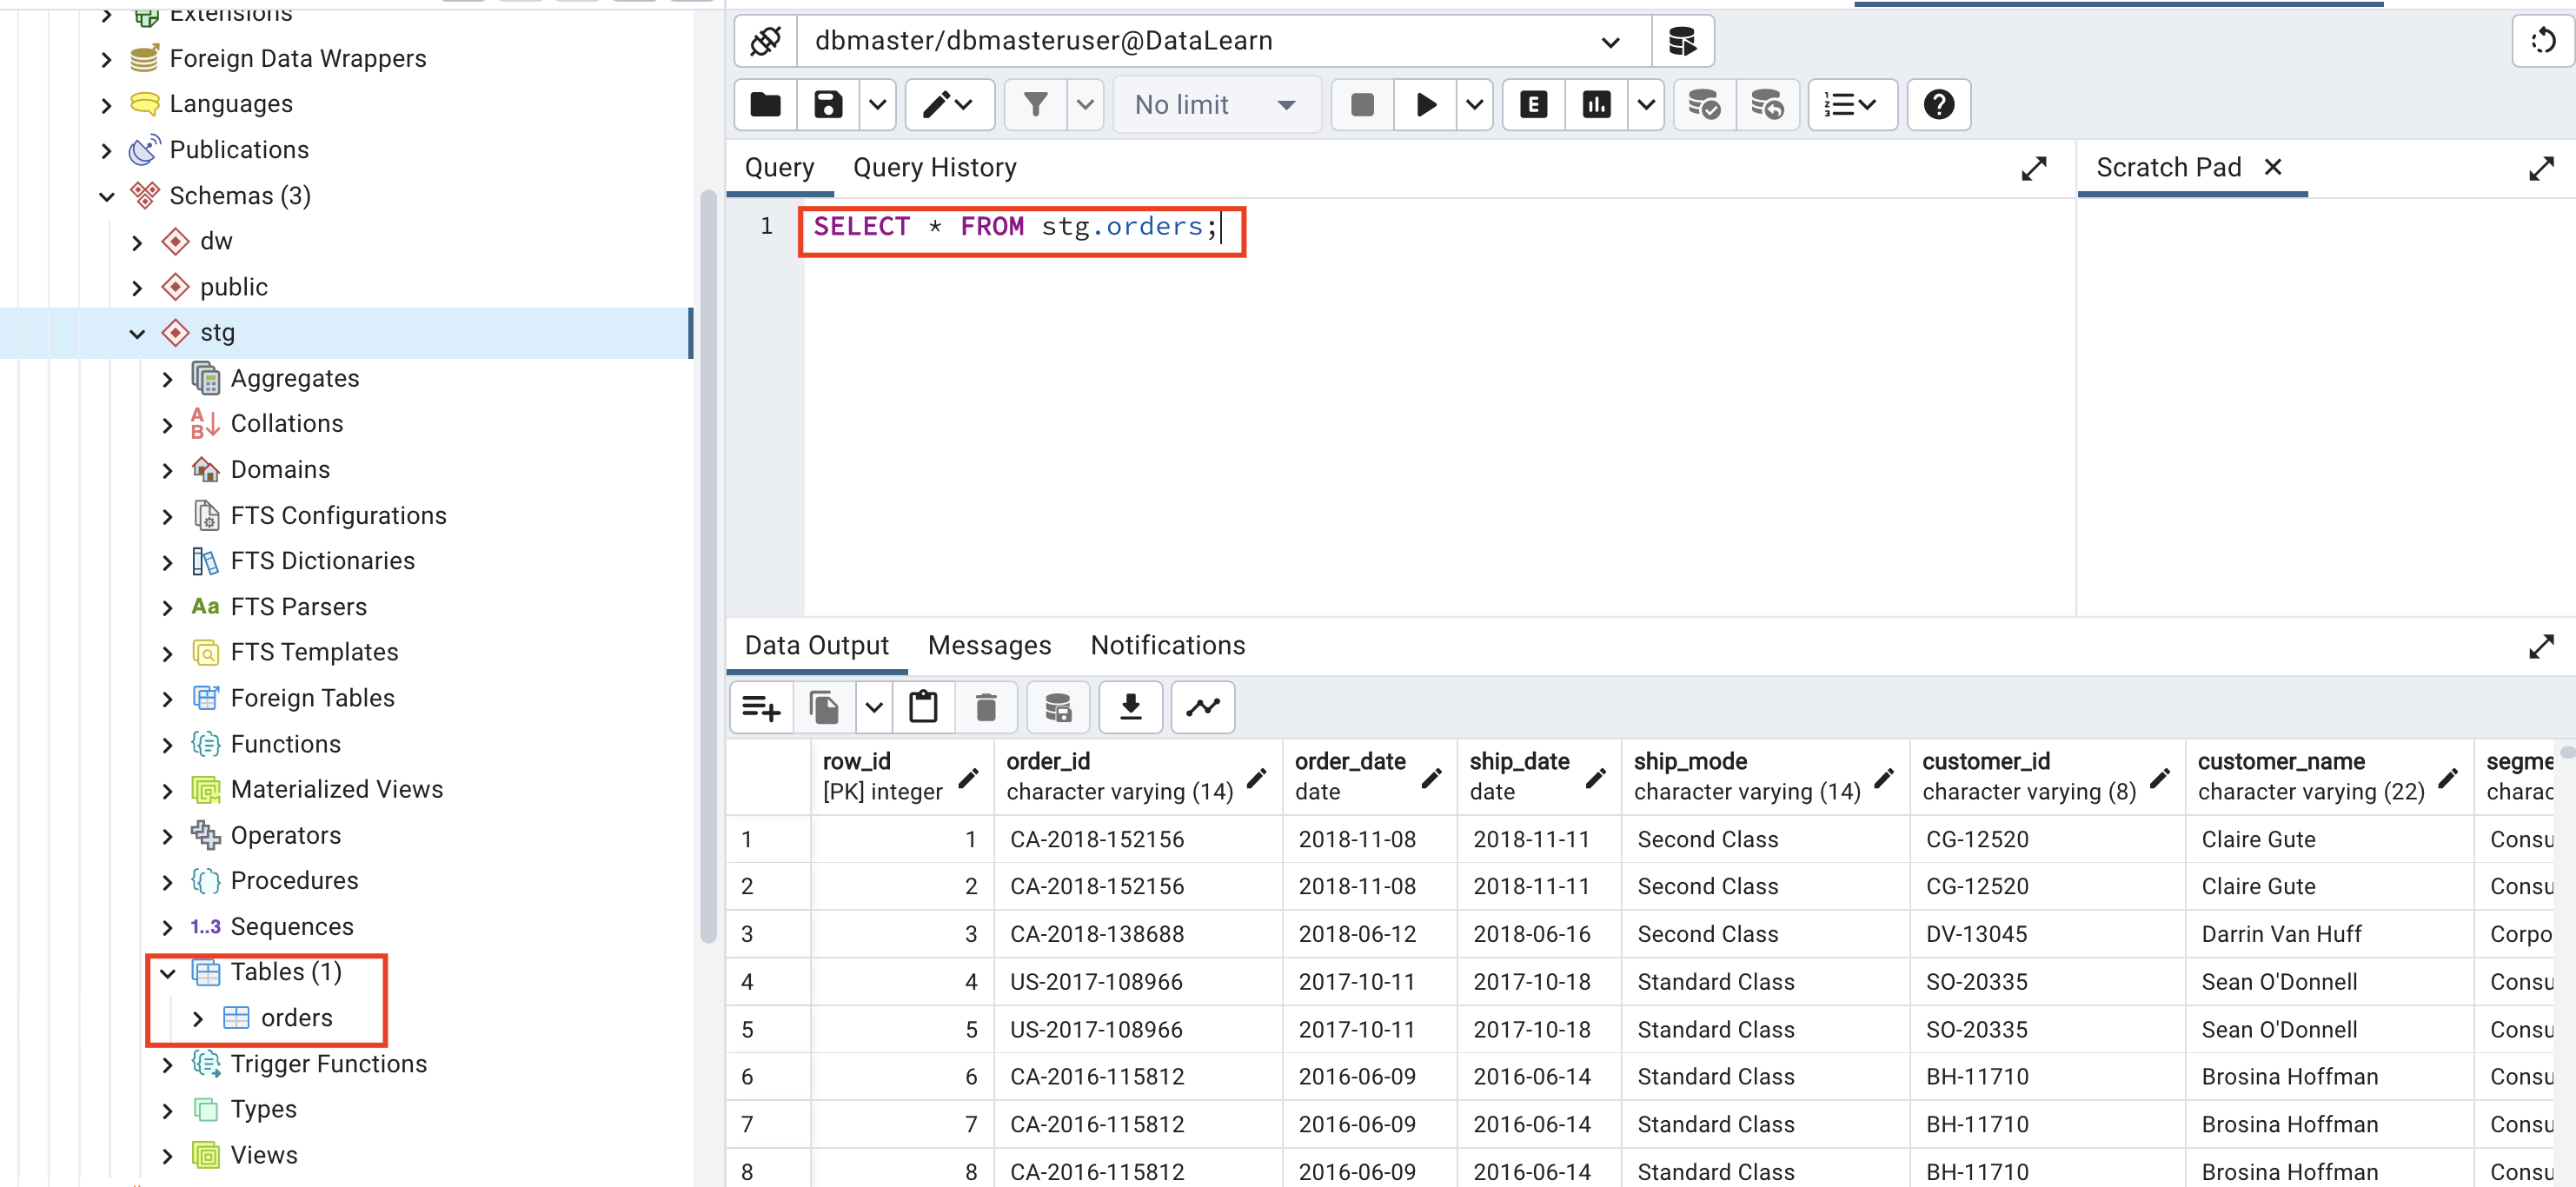 Extensions
Foreign Data Wrappers
Languages
Publications
Schemas (3)
dw
public
stg
Aggregates
Collations
Domains
FTS Configurations
FTS Dictionaries
Aa FTS Parsers
FTS Templates
Foreign Tables
Functions
Materialized Views
Operators
Procedures
1..3 Sequences
Tables (1)
orders
Trigger Functions
Types
Views
dbmaster/dbmasteruser@DataLearn
No limit
E
Query Query History
Scratch Pad
1 SELECT * FROM stg.orders;
Data Output Messages Notifications
row_id order_id order_date ship_date ship_mode customer_id customer_name segme
[PK] integer character varying (14) date date character varying (14) character varying (8) character varying (22) charac
1 1 CA-2018-152156 2018-11-08 2018-11-11 Second Class CG-12520 Claire Gute Consu
2 2 CA-2018-152156 2018-11-08 2018-11-11 Second Class CG-12520 Claire Gute Consu
3 3 CA-2018-138688 2018-06-12 2018-06-16 Second Class DV-13045 Darrin Van Huff Corpo
4 4 US-2017-108966 2017-10-11 2017-10-18 Standard Class SO-20335 Sean O'Donnell Consu
5 5 US-2017-108966 2017-10-11 2017-10-18 Standard Class SO-20335 Sean O'Donnell Consu
6 6 CA-2016-115812 2016-06-09 2016-06-14 Standard Class BH-11710 Brosina Hoffman Consu
7 7 CA-2016-115812 2016-06-09 2016-06-14 Standard Class BH-11710 Brosina Hoffman Consu
8 8 CA-2016-115812 2016-06-09 2016-06-14 Standard Class BH-11710 Brosina Hoffman Consu